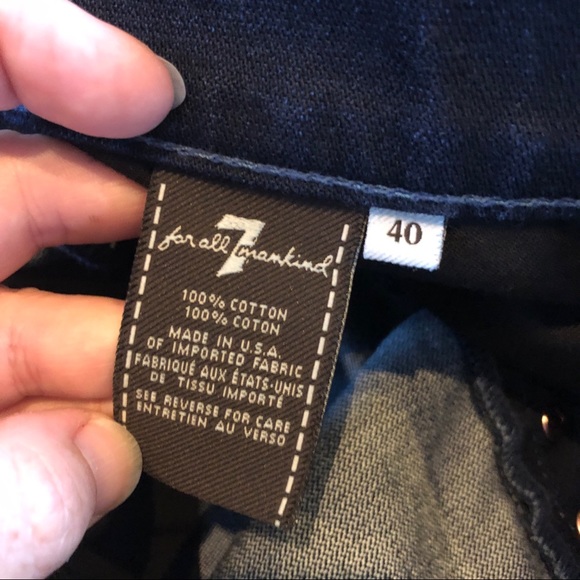 7
for all mankind
40
100% COTTON
100% COTON
MADE IN U.S.A.
OF IMPORTED FABRIC
FABRIQUÉ AUX ÉTATS-UNIS
DE TISSU IMPORTÉ
SEE REVERSE FOR CARE
ENTRETIEN AU VERSO